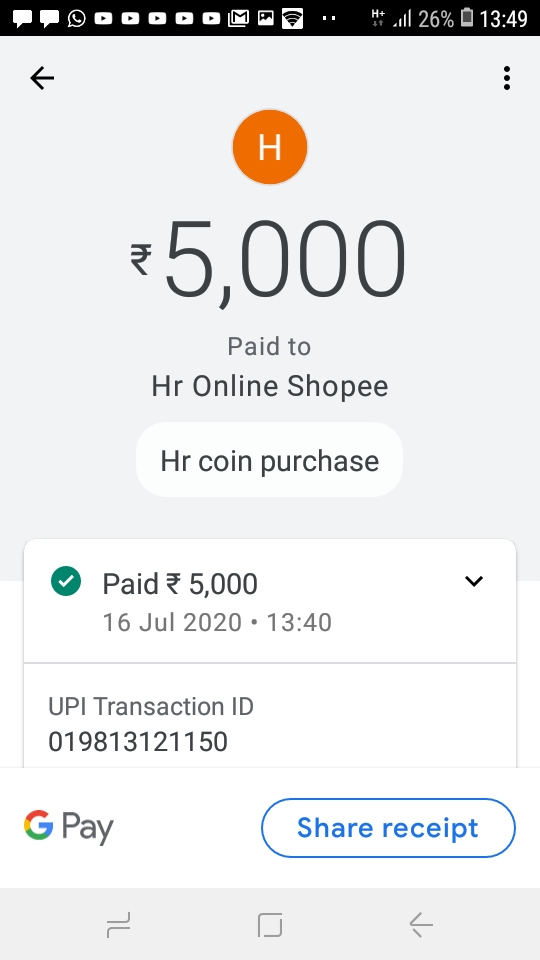 H+ 26% 13:49
H
₹5,000
Paid to
Hr Online Shopee
Hr coin purchase
Paid ₹ 5,000
16 Jul 2020 • 13:40
UPI Transaction ID
019813121150
G Pay
Share receipt